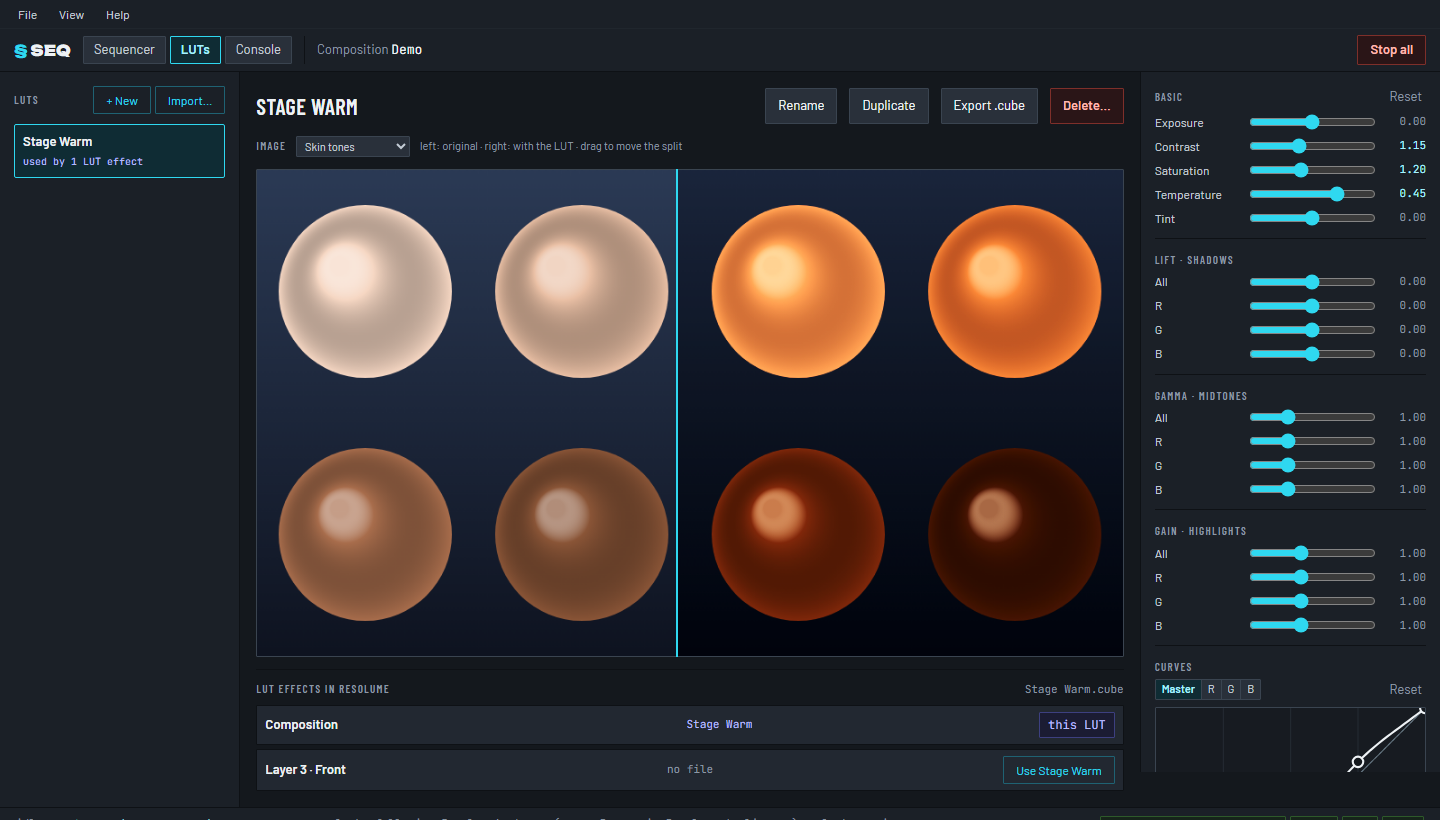 File View Help
SEQ Sequencer LUTs Console Composition Demo Stop all
LUTS + New Import...
Stage Warm
used by 1 LUT effect
STAGE WARM Rename Duplicate Export .cube Delete...
IMAGE Skin tones left: original · right: with the LUT · drag to move the split
LUT EFFECTS IN RESOLUME Stage Warm.cube
Composition Stage Warm this LUT
Layer 3 · Front no file Use Stage Warm
BASIC Reset
Exposure 0.00
Contrast 1.15
Saturation 1.20
Temperature 0.45
Tint 0.00
LIFT · SHADOWS
All 0.00
R 0.00
G 0.00
B 0.00
GAMMA · MIDTONES
All 1.00
R 1.00
G 1.00
B 1.00
GAIN · HIGHLIGHTS
All 1.00
R 1.00
G 1.00
B 1.00
CURVES
Master R G B Reset